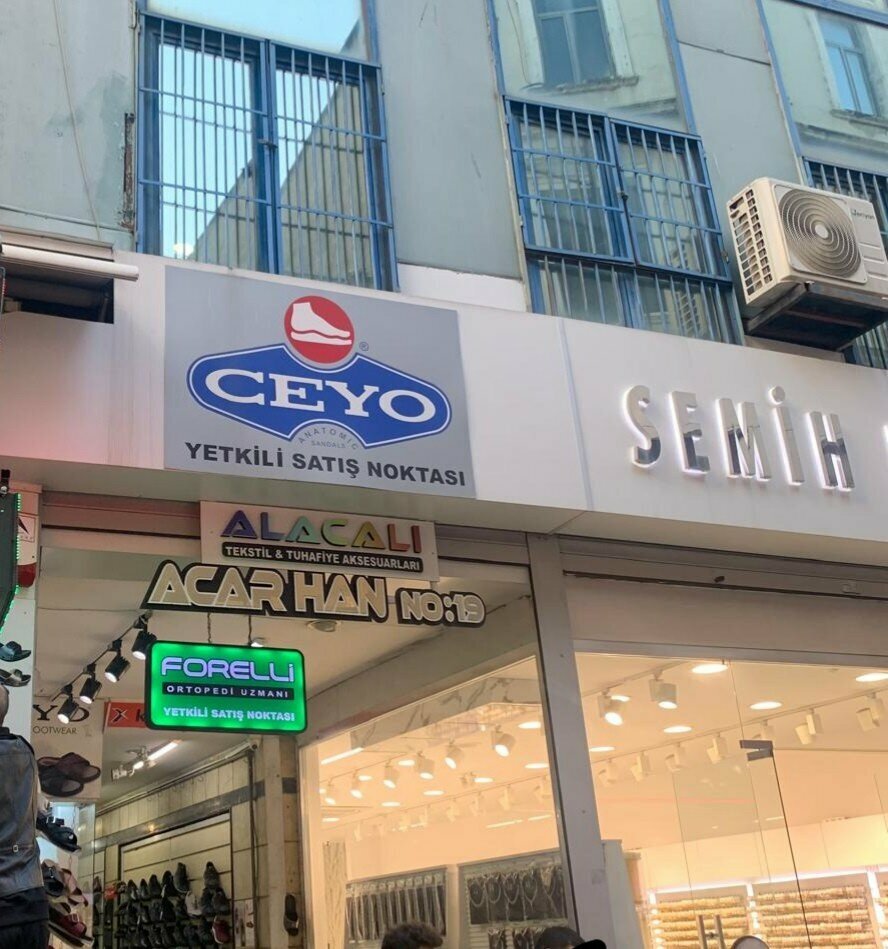 CEYO
®
ANATOMIC
SANDALS
YETKİLİ SATIŞ NOKTASI
SEMİH
ALACALI
TEKSTİL & TUHAFİYE AKSESUARLARI
ACAR HAN NO:19
FORELLi
ORTOPEDİ UZMANI
YETKİLİ SATIŞ NOKTASI
YO
FOOTWEAR